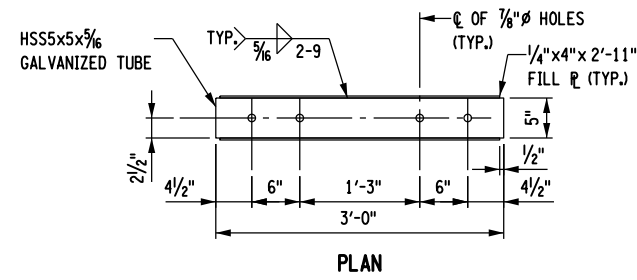 HSS5x5x5/16
GALVANIZED TUBE
TYP.
5/16
2-9
℄ OF 7/8"Ø HOLES
(TYP.)
1/4"x4"x 2'-11"
FILL ⅊ (TYP.)
5"
1/2"
2 1/2"
4 1/2"
6"
1'-3"
6"
4 1/2"
3'-0"
PLAN